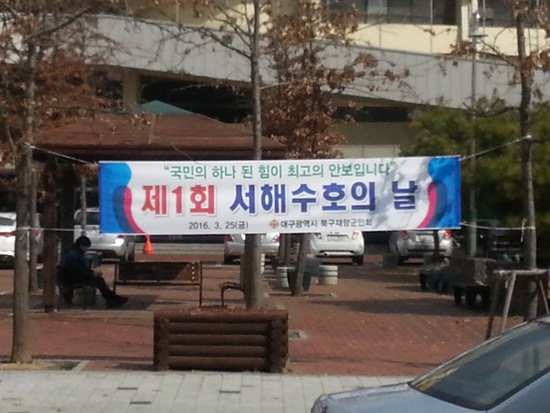 “국민의 하나 된 힘이 최고의 안보입니다”
제1회 서해수호의 날
2016. 3. 25(금) 대구광역시 북구재향군인회